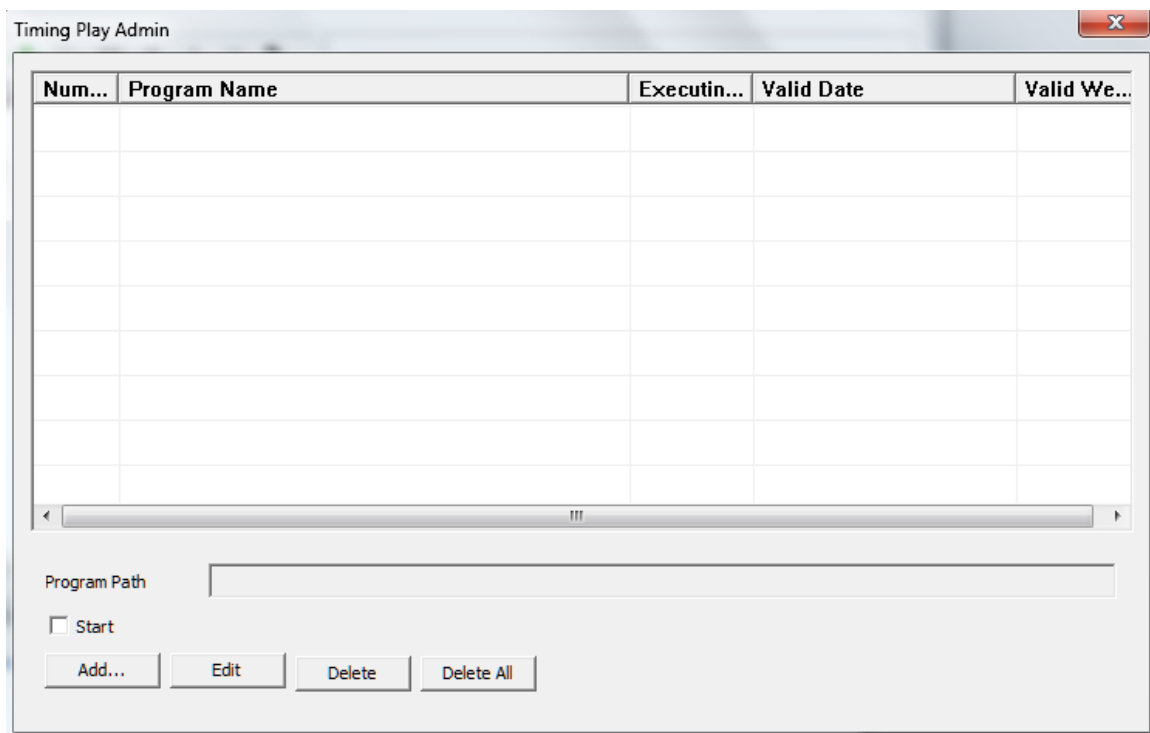 Timing Play Admin
Num... Program Name Executin... Valid Date Valid We...
Program Path
Start
Add... Edit Delete Delete All